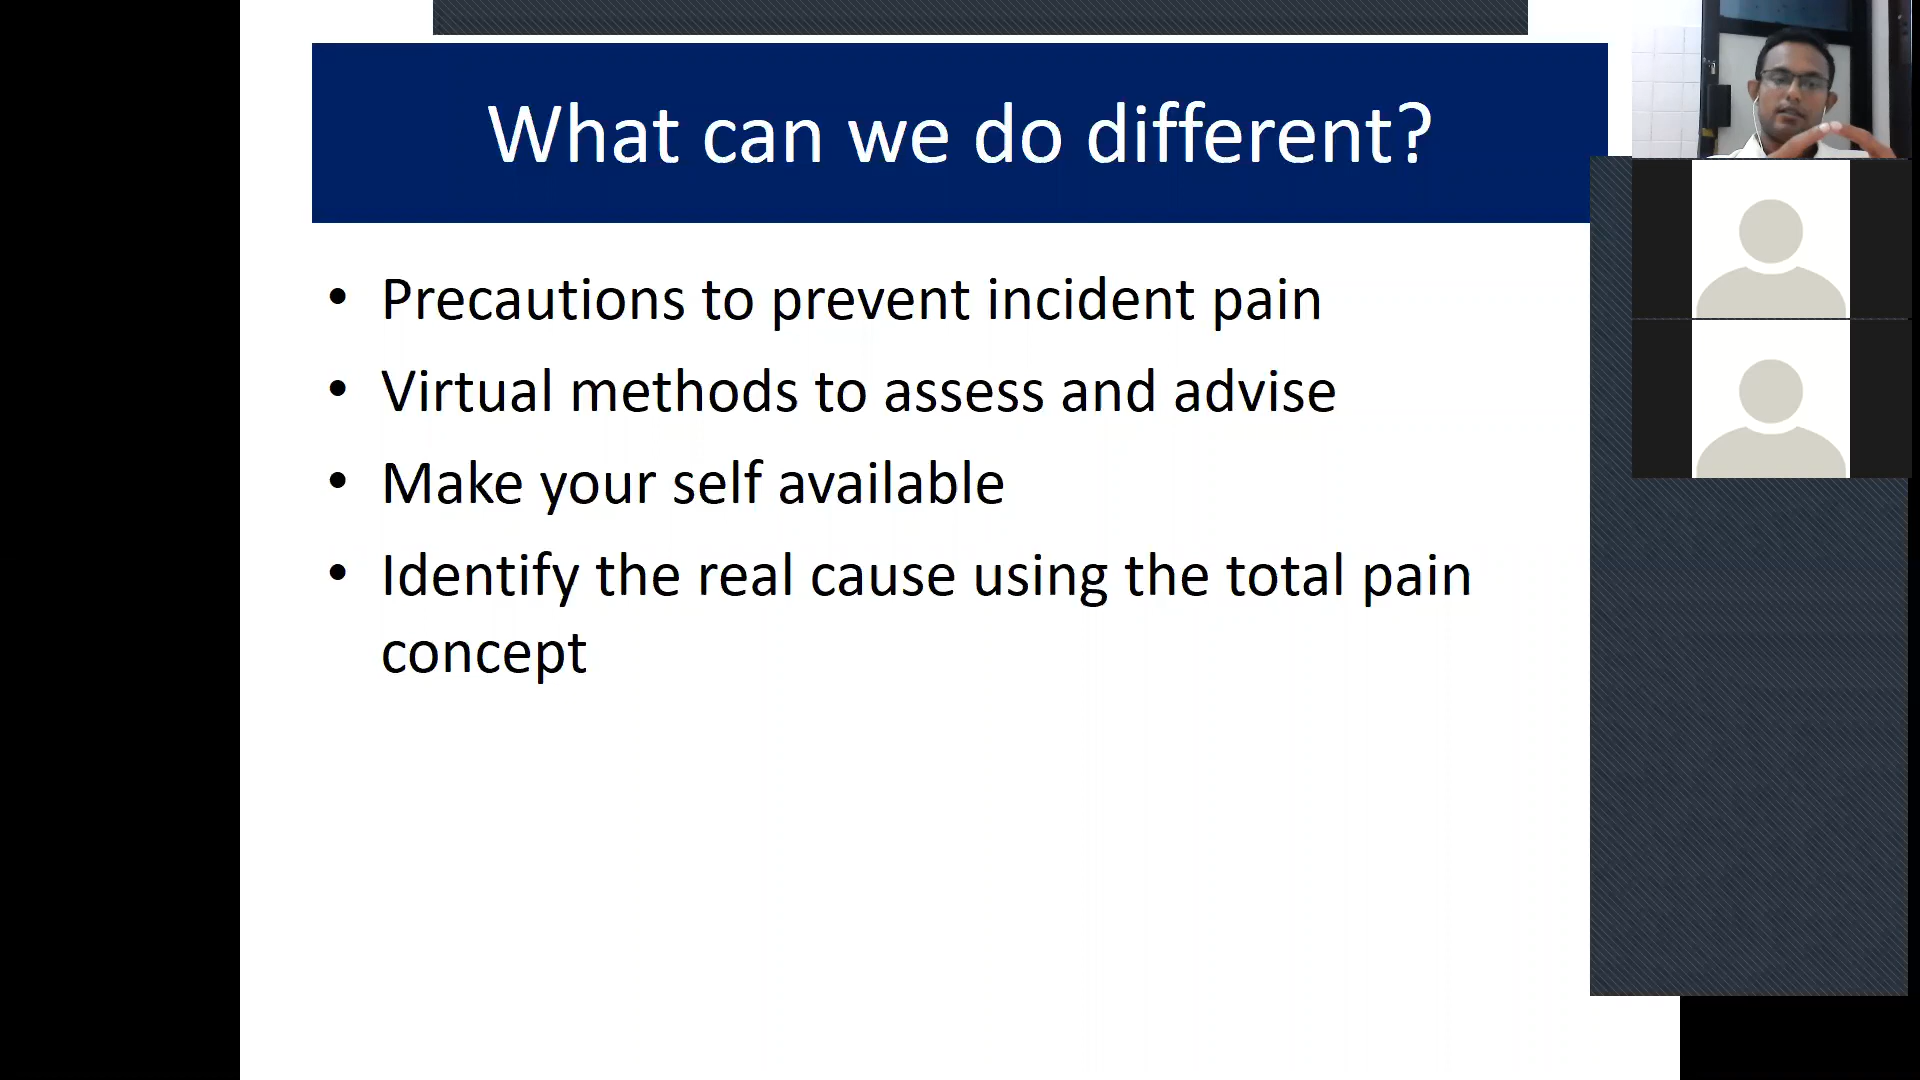 What can we do different?
• Precautions to prevent incident pain
• Virtual methods to assess and advise
• Make your self available
• Identify the real cause using the total pain
concept